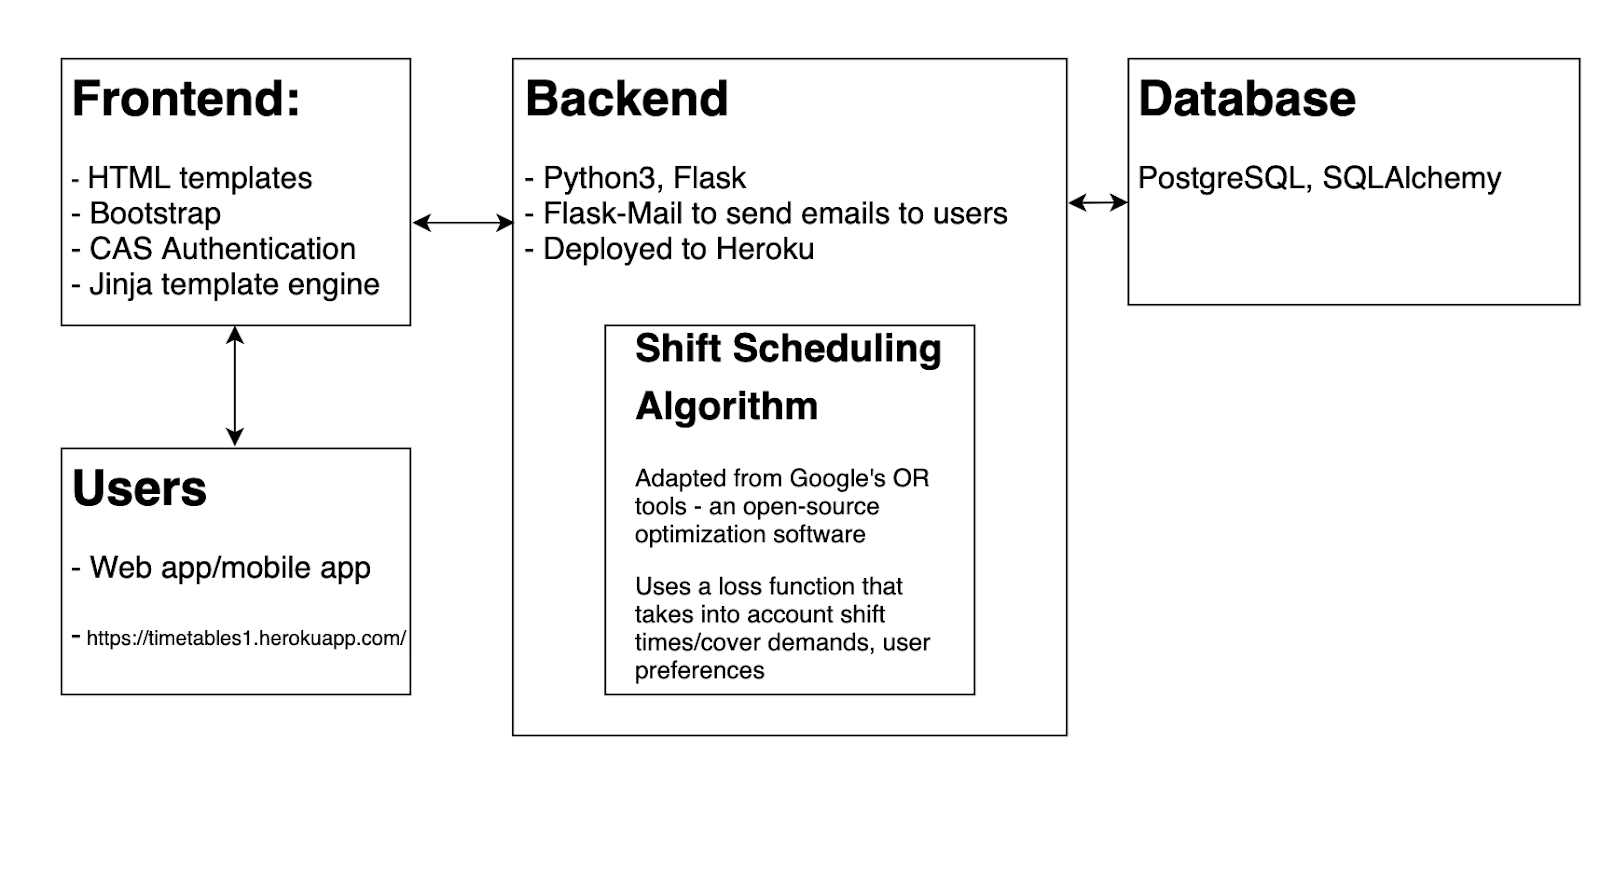 Frontend:
- HTML templates
- Bootstrap
- CAS Authentication
- Jinja template engine
Users
- Web app/mobile app
- https://timetables1.herokuapp.com/
Backend
- Python3, Flask
- Flask-Mail to send emails to users
- Deployed to Heroku
Shift Scheduling
Algorithm
Adapted from Google's OR
tools - an open-source
optimization software
Uses a loss function that
takes into account shift
times/cover demands, user
preferences
Database
PostgreSQL, SQLAlchemy